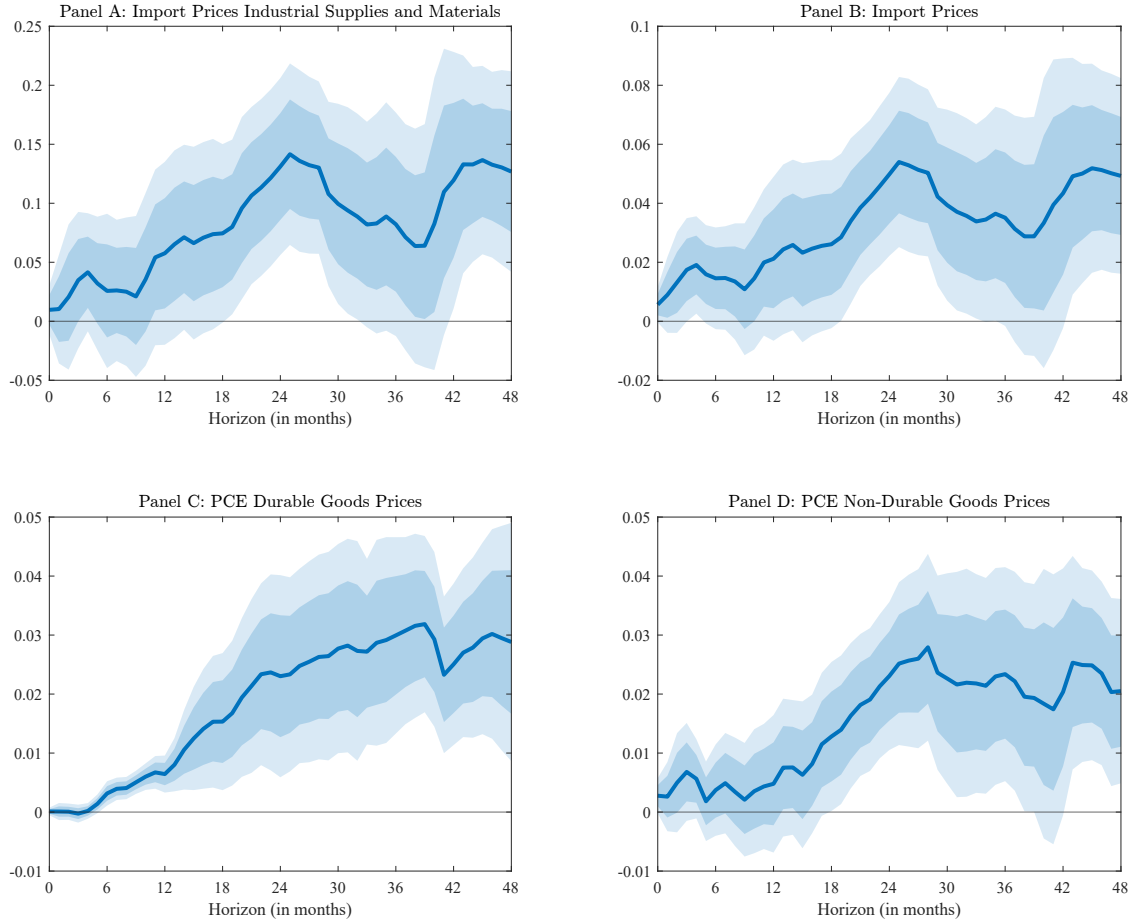 Panel A: Import Prices Industrial Supplies and Materials
0.25
0.2
0.15
0.1
0.05
0
-0.05
0 6 12 18 24 30 36 42 48
Horizon (in months)
Panel B: Import Prices
0.1
0.08
0.06
0.04
0.02
0
-0.02
0 6 12 18 24 30 36 42 48
Horizon (in months)
Panel C: PCE Durable Goods Prices
0.05
0.04
0.03
0.02
0.01
0
-0.01
0 6 12 18 24 30 36 42 48
Horizon (in months)
Panel D: PCE Non-Durable Goods Prices
0.05
0.04
0.03
0.02
0.01
0
-0.01
0 6 12 18 24 30 36 42 48
Horizon (in months)